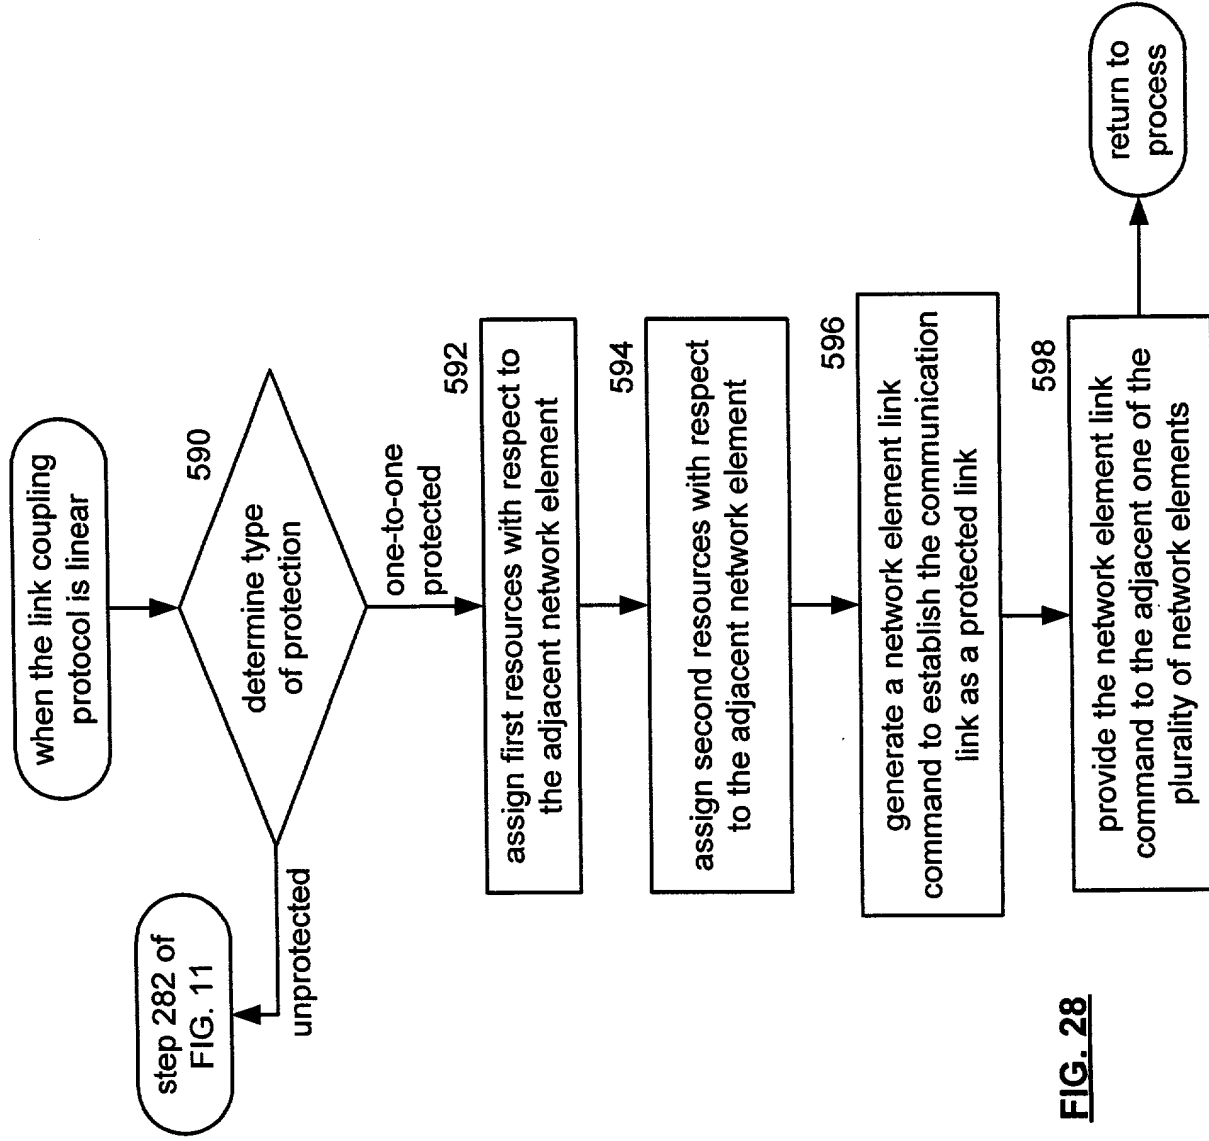 when the link coupling
protocol is linear
590
determine type
of protection
unprotected
step 282 of
FIG. 11
one-to-one
protected
592
assign first resources with respect to
the adjacent network element
594
assign second resources with respect
to the adjacent network element
596
generate a network element link
command to establish the communication
link as a protected link
598
provide the network element link
command to the adjacent one of the
plurality of network elements
return to
process
FIG. 28